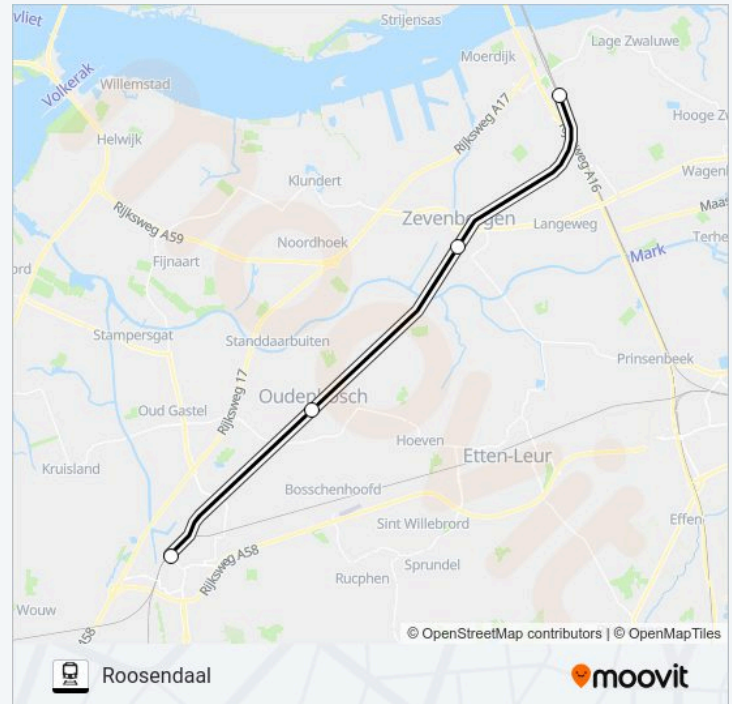 vliet
Strijensas
Lage Zwaluwe
Moerdijk
Volkerak
Willemstad
Rijksweg A17
Hooge Zw
Helwijk
Rijksweg A16
Klundert
Wagenb
Rijksweg A59
Zevenbergen
Langeweg
Maas
Noordhoek
Terhe
ord
Fijnaart
Mark
Stampersgat
Standdaarbuiten
Prinsenbeek
Rijksweg 17
Oudenbosch
Oud Gastel
Hoeven
Etten-Leur
Kruisland
Bosschenhoofd
Sint Willebrord
Effen
Rijksweg A58
Sprundel
Rucphen
Wouw
A58
© OpenStreetMap contributors | © OpenMapTiles
Roosendaal
moovit